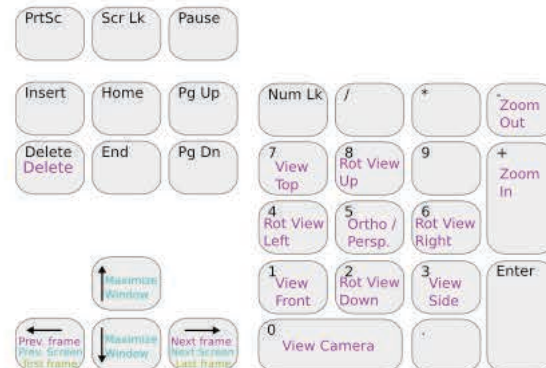 PrtSc Scr Lk Pause
Insert Home Pg Up Num Lk / * -
Zoom
Out
Delete End Pg Dn 7 8 9 +
Delete
View
Top
Rot View
Up
Zoom
In
4 5 6
Rot View
Left
Ortho /
Persp.
Rot View
Right
1 2 3 Enter
View
Front
Rot View
Down
View
Side
Maximize
Window
0 .
View Camera
Prev. frame
Prev. Screen
first frame
Maximize
Window
Next frame
Next Screen
Last frame